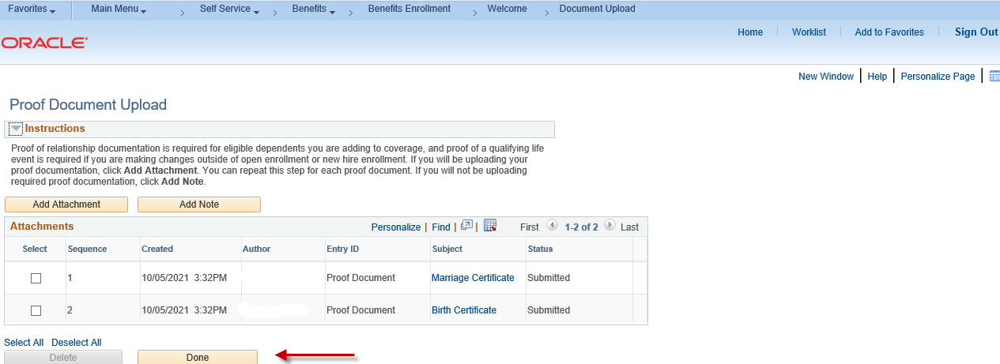 Favorites Main Menu Self Service Benefits Benefits Enrollment Welcome Document Upload
ORACLE
Home Worklist Add to Favorites Sign Out
New Window Help Personalize Page
Proof Document Upload
Instructions
Proof of relationship documentation is required for eligible dependents you are adding to coverage, and proof of a qualifying life
event is required if you are making changes outside of open enrollment or new hire enrollment. If you will be uploading your
proof documentation, click Add Attachment. You can repeat this step for each proof document. If you will not be uploading
required proof documentation, click Add Note.
Add Attachment Add Note
Attachments Personalize | Find | | First 1-2 of 2 Last
Select Sequence Created Author Entry ID Subject Status
1 10/05/2021 3:32PM Proof Document Marriage Certificate Submitted
2 10/05/2021 3:32PM Proof Document Birth Certificate Submitted
Select All Deselect All
Delete Done